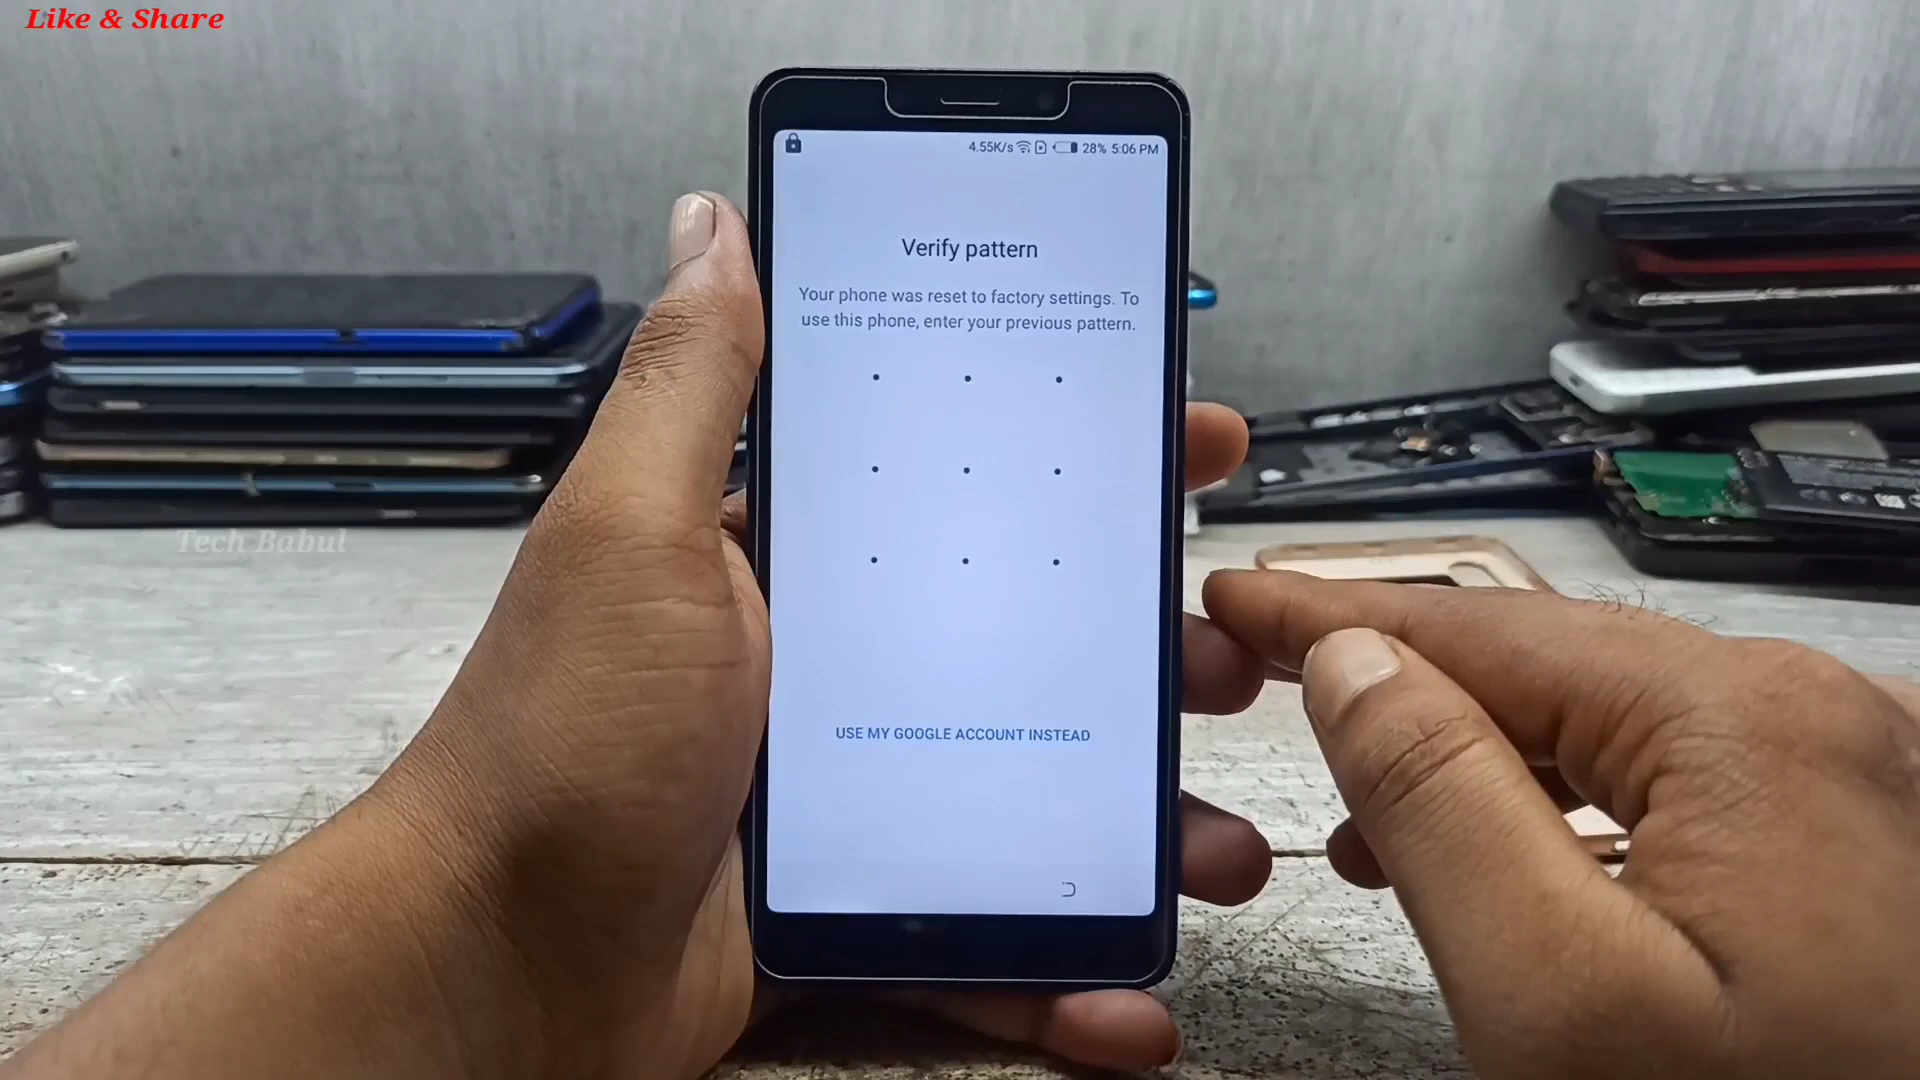 Like & Share
4.55K/s 28% 5:06 PM
Verify pattern
Your phone was reset to factory settings. To
use this phone, enter your previous pattern.
Tech Babul
USE MY GOOGLE ACCOUNT INSTEAD